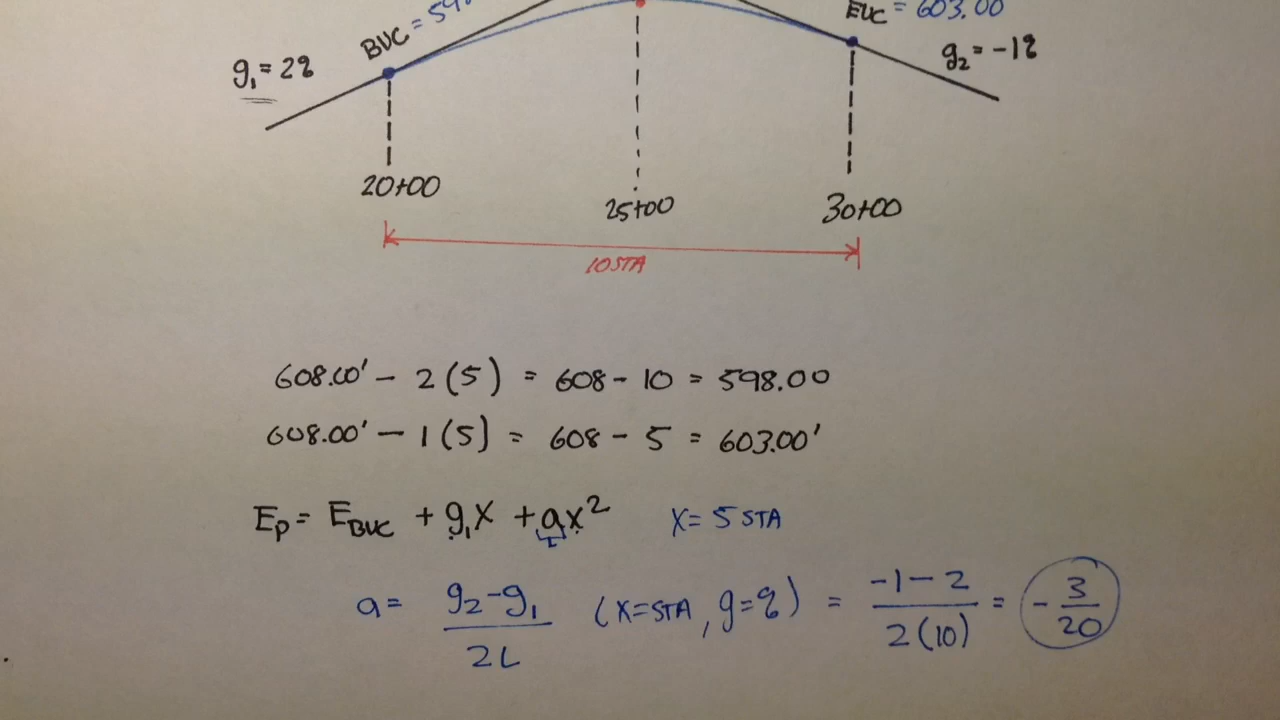 BVC = 59
EVC = 603.00
g₁ = 2%
g₂ = -1%
20+00
25+00
30+00
10 STA
608.00' - 2(5) = 608 - 10 = 598.00
608.00' - 1(5) = 608 - 5 = 603.00'
Ep = EBVC + g₁x + ax² x = 5 STA
a = g₂-g₁ / 2L (x=STA, g=%) = -1-2 / 2(10) = -3/20